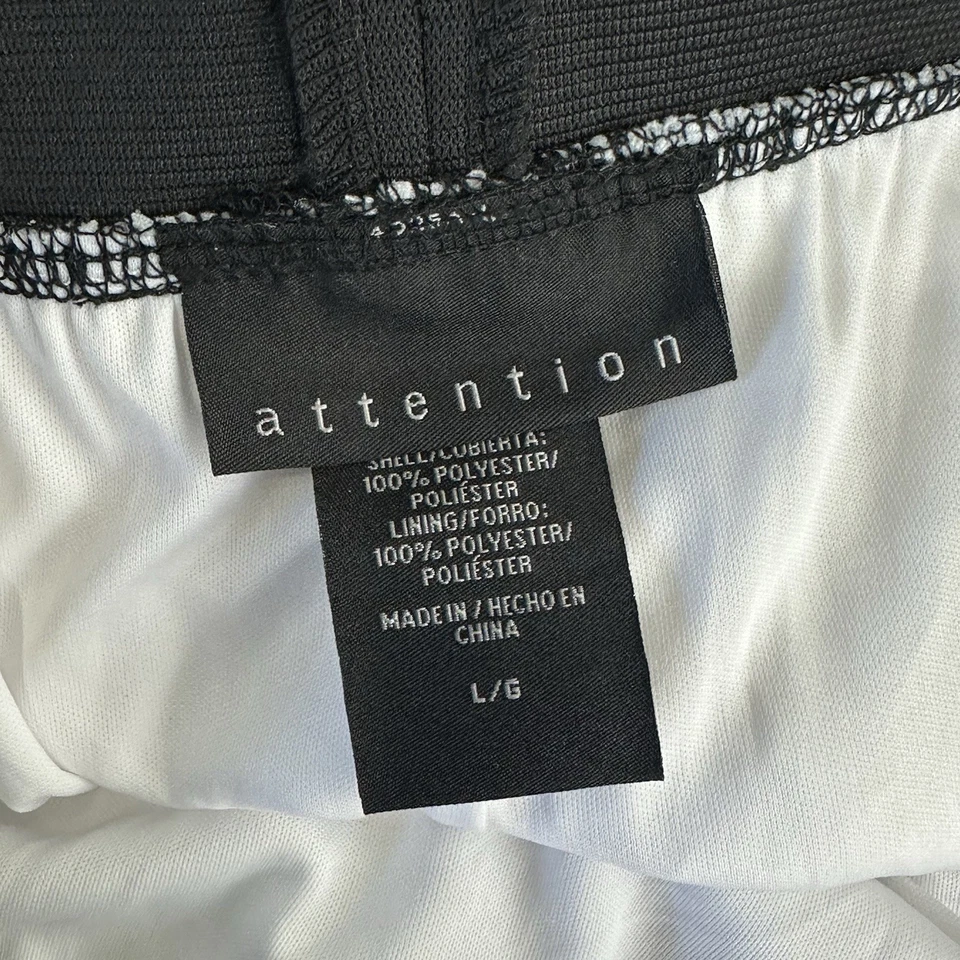 attention
SHELL/CUBIERTA:
100% POLYESTER/
POLIÉSTER
LINING/FORRO:
100% POLYESTER/
POLIÉSTER
MADE IN / HECHO EN
CHINA
L/G